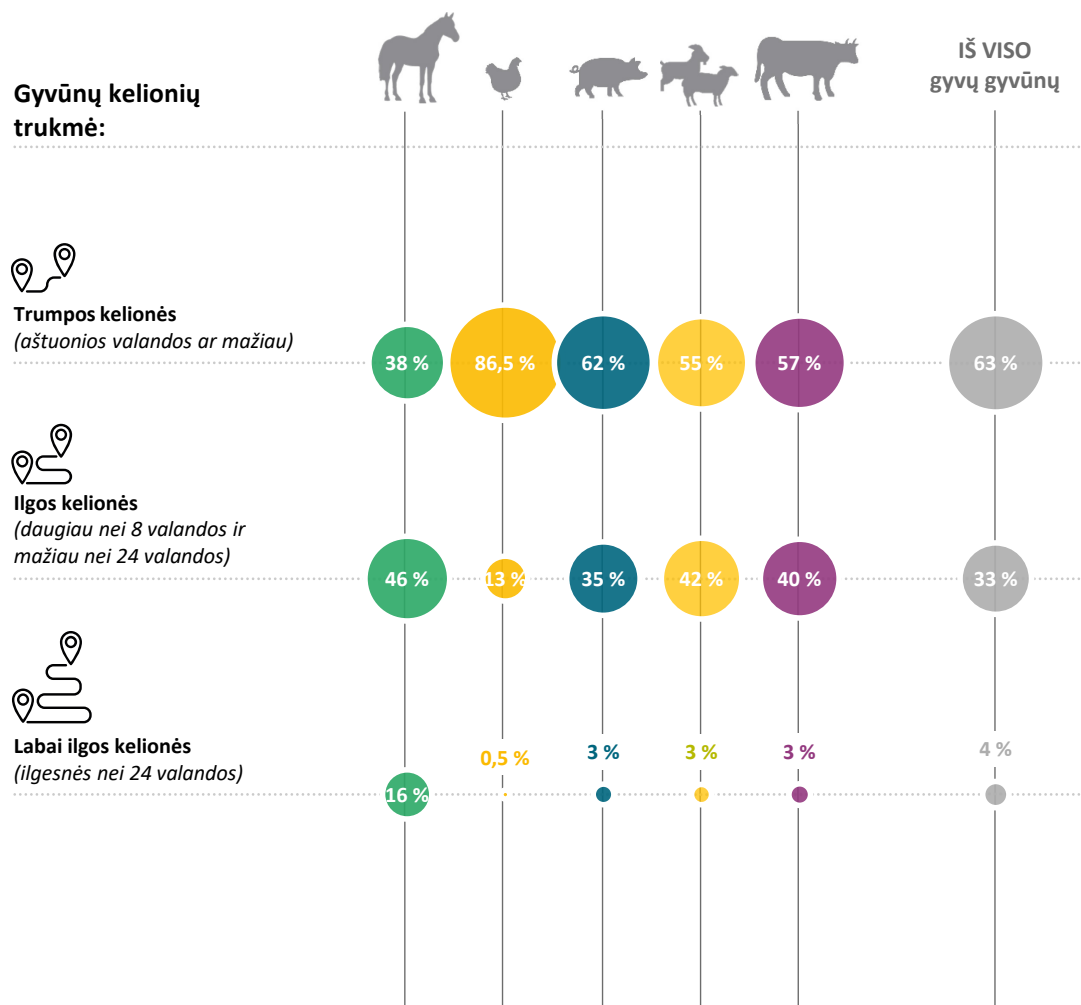 IŠ VISO
gyvų gyvūnų
Gyvūnų kelionių
trukmė:
Trumpos kelionės
(aštuonios valandos ar mažiau)
38 %
86,5 %
62 %
55 %
57 %
63 %
Ilgos kelionės
(daugiau nei 8 valandos ir
mažiau nei 24 valandos)
46 %
13 %
35 %
42 %
40 %
33 %
Labai ilgos kelionės
(ilgesnės nei 24 valandos)
16 %
0,5 %
3 %
3 %
3 %
4 %